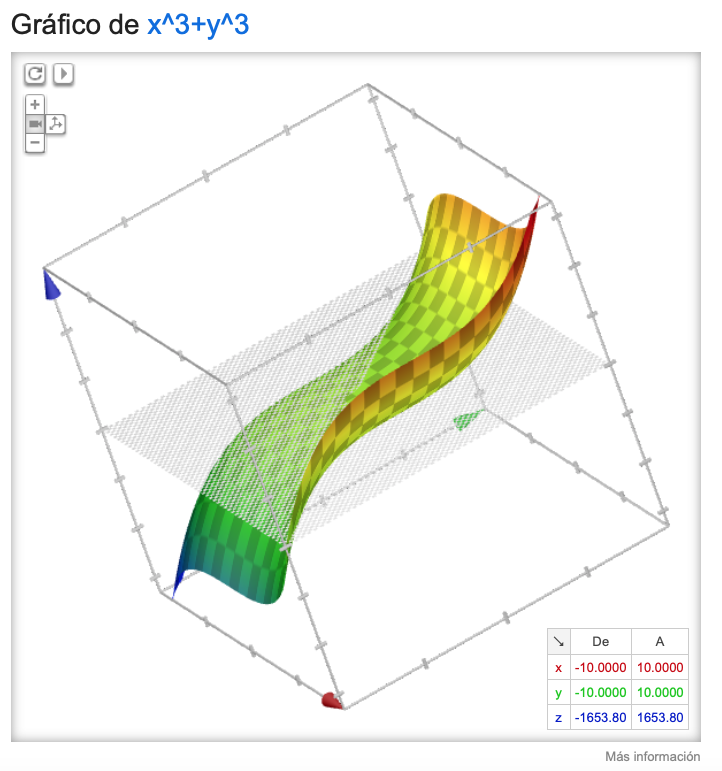 Gráfico de x^3+y^3
De A
x -10.0000 10.0000
y -10.0000 10.0000
z -1653.80 1653.80
Más información